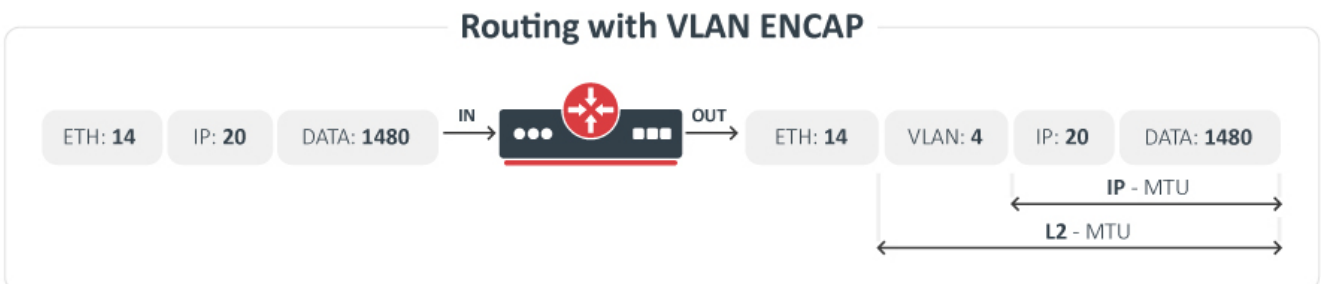 Routing with VLAN ENCAP
ETH: 14 IP: 20 DATA: 1480 IN OUT ETH: 14 VLAN: 4 IP: 20 DATA: 1480
IP - MTU
L2 - MTU